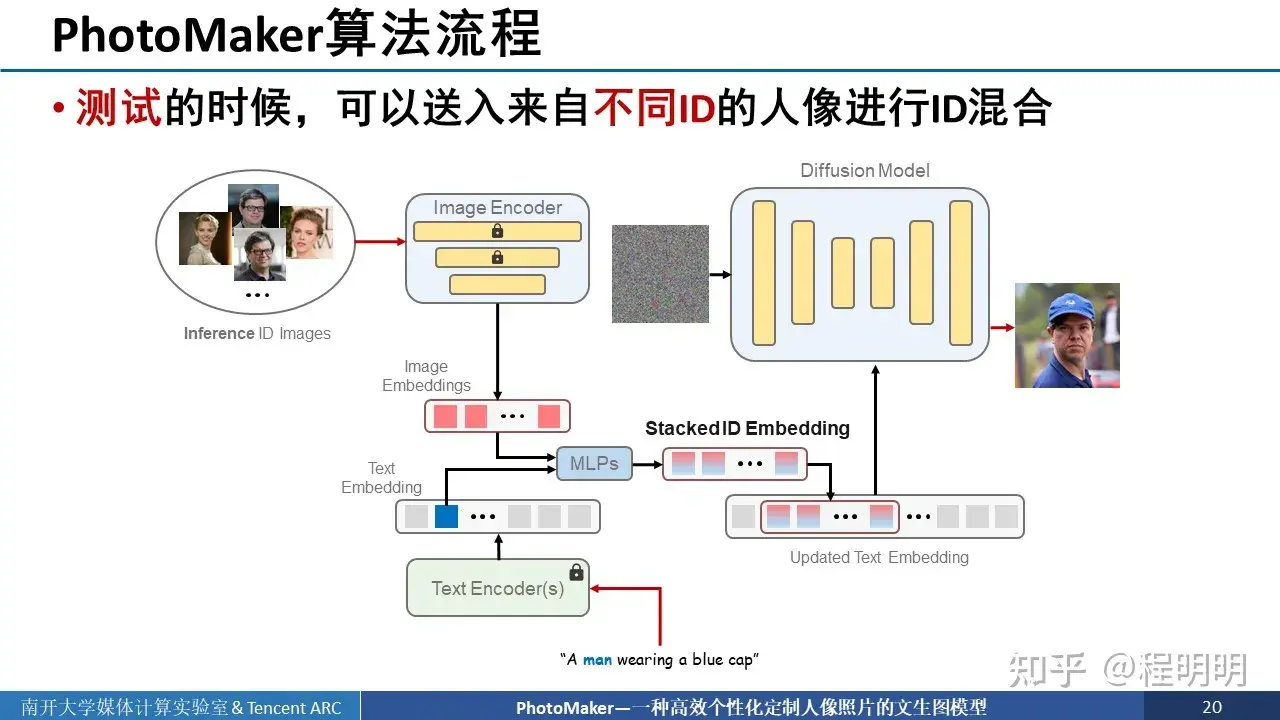 PhotoMaker算法流程
• 测试的时候，可以送入来自不同ID的人像进行ID混合
Diffusion Model
Image Encoder
Inference ID Images
Image
Embeddings
Stacked ID Embedding
MLPs
Text
Embedding
Updated Text Embedding
Text Encoder(s)
“A man wearing a blue cap”
知乎 @程明明
南开大学媒体计算实验室 & Tencent ARC
PhotoMaker—一种高效个性化定制人像照片的文生图模型
20